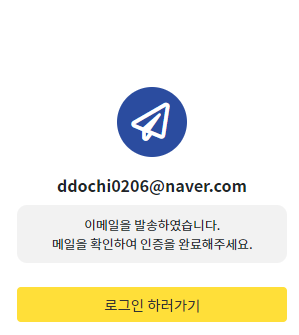 ddochi0206@naver.com
이메일을 발송하였습니다.
메일을 확인하여 인증을 완료해주세요.
로그인 하러가기